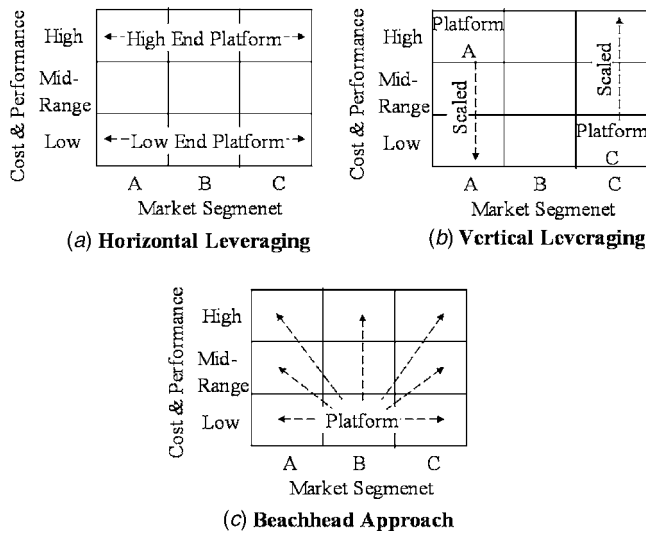 Cost & Performance
High
Mid-
Range
Low
High End Platform
Low End Platform
A B C
Market Segmenet
(a) Horizontal Leveraging
Cost & Performance
High
Mid-
Range
Low
Platform
A
Scaled
Scaled
Platform
C
A B C
Market Segmenet
(b) Vertical Leveraging
Cost & Performance
High
Mid-
Range
Low
Platform
A B C
Market Segmenet
(c) Beachhead Approach